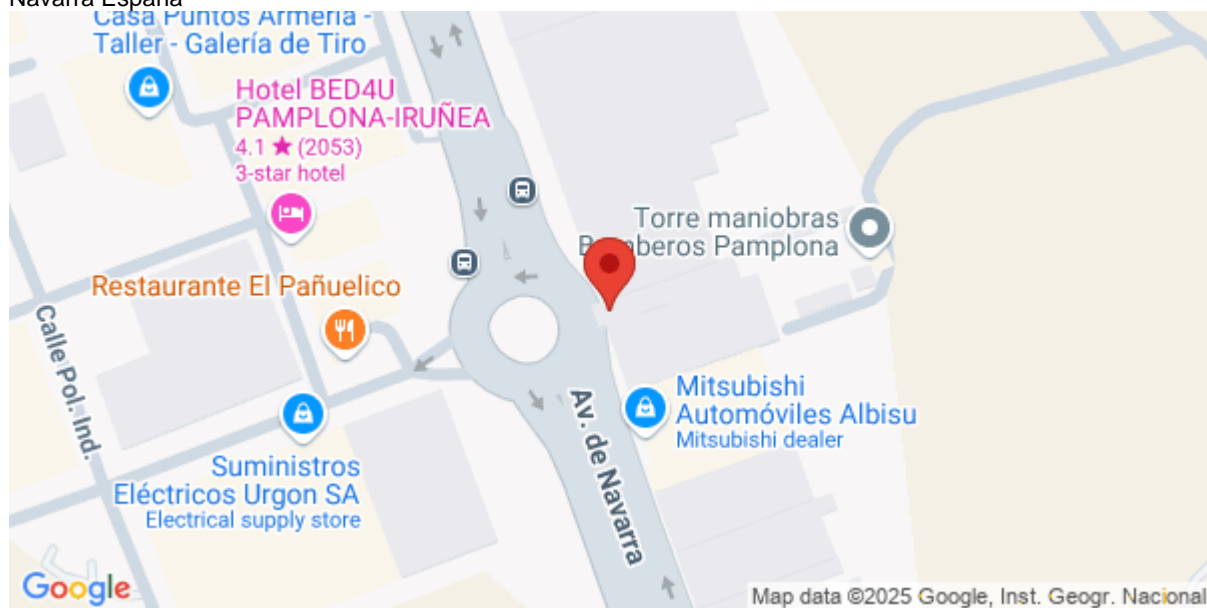 Navarra España
Casa Puntos Armería -
Taller - Galería de Tiro
Hotel BED4U
PAMPLONA-IRUÑEA
4.1 ★ (2053)
3-star hotel
Torre maniobras
Bomberos Pamplona
Restaurante El Pañuelico
Calle Pol. Ind.
Mitsubishi
Automóviles Albisu
Mitsubishi dealer
Av. de Navarra
Suministros
Eléctricos Urgon SA
Electrical supply store
Google
Map data ©2025 Google, Inst. Geogr. Nacional